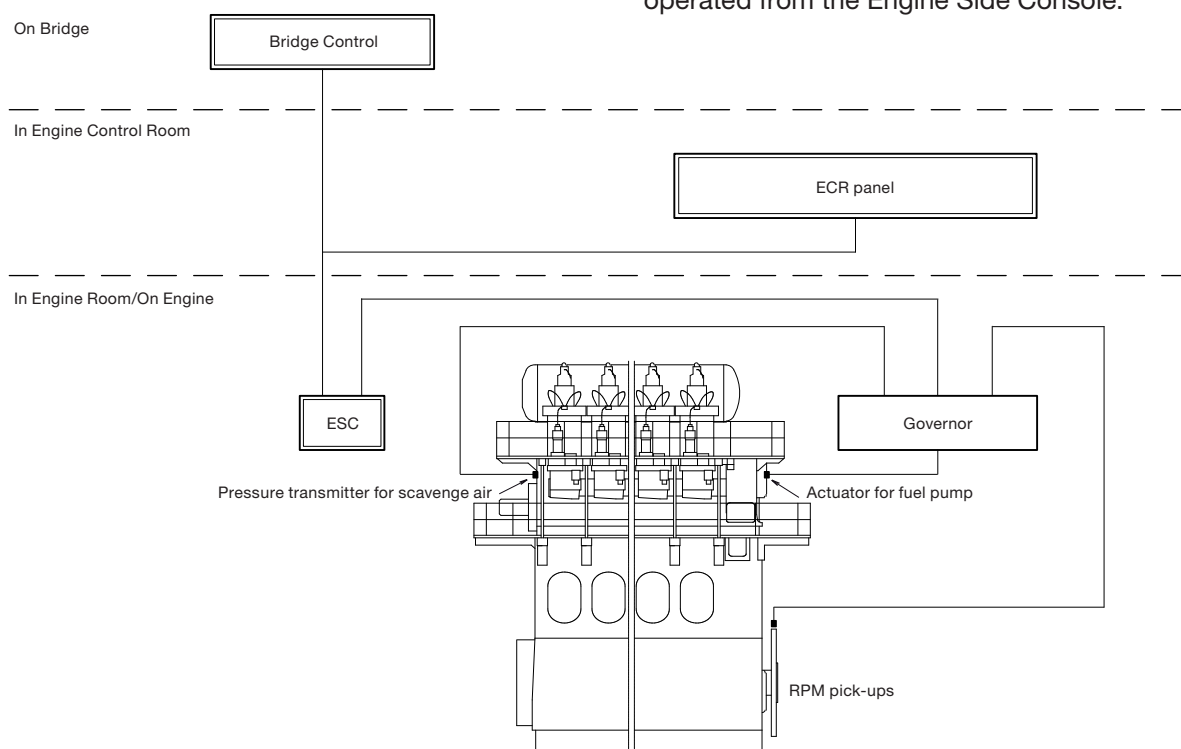 operated from the Engine Side Console.
On Bridge
Bridge Control
In Engine Control Room
ECR panel
In Engine Room/On Engine
ESC
Governor
Pressure transmitter for scavenge air
Actuator for fuel pump
RPM pick-ups